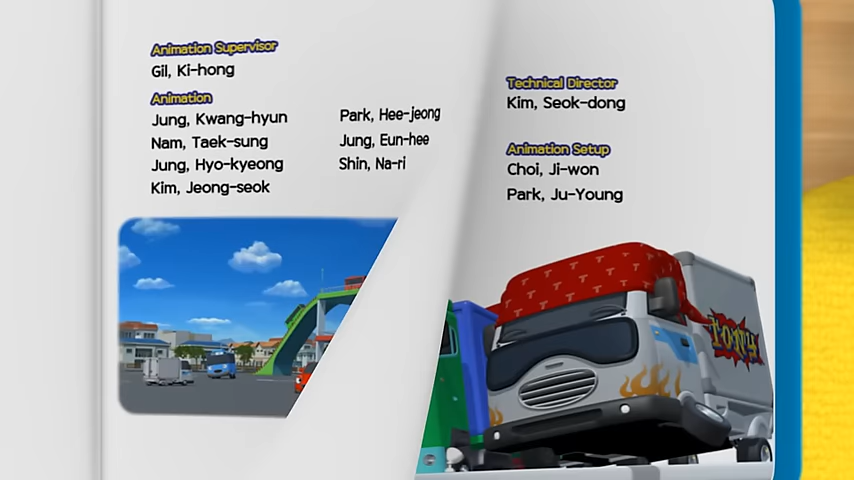 Animation Supervisor
Gil, Ki-hong
Animation
Jung, Kwang-hyun
Nam, Taek-sung
Jung, Hyo-kyeong
Kim, Jeong-seok
Park, Hee-jeong
Jung, Eun-hee
Shin, Na-ri
Technical Director
Kim, Seok-dong
Animation Setup
Choi, Ji-won
Park, Ju-Young
TONY